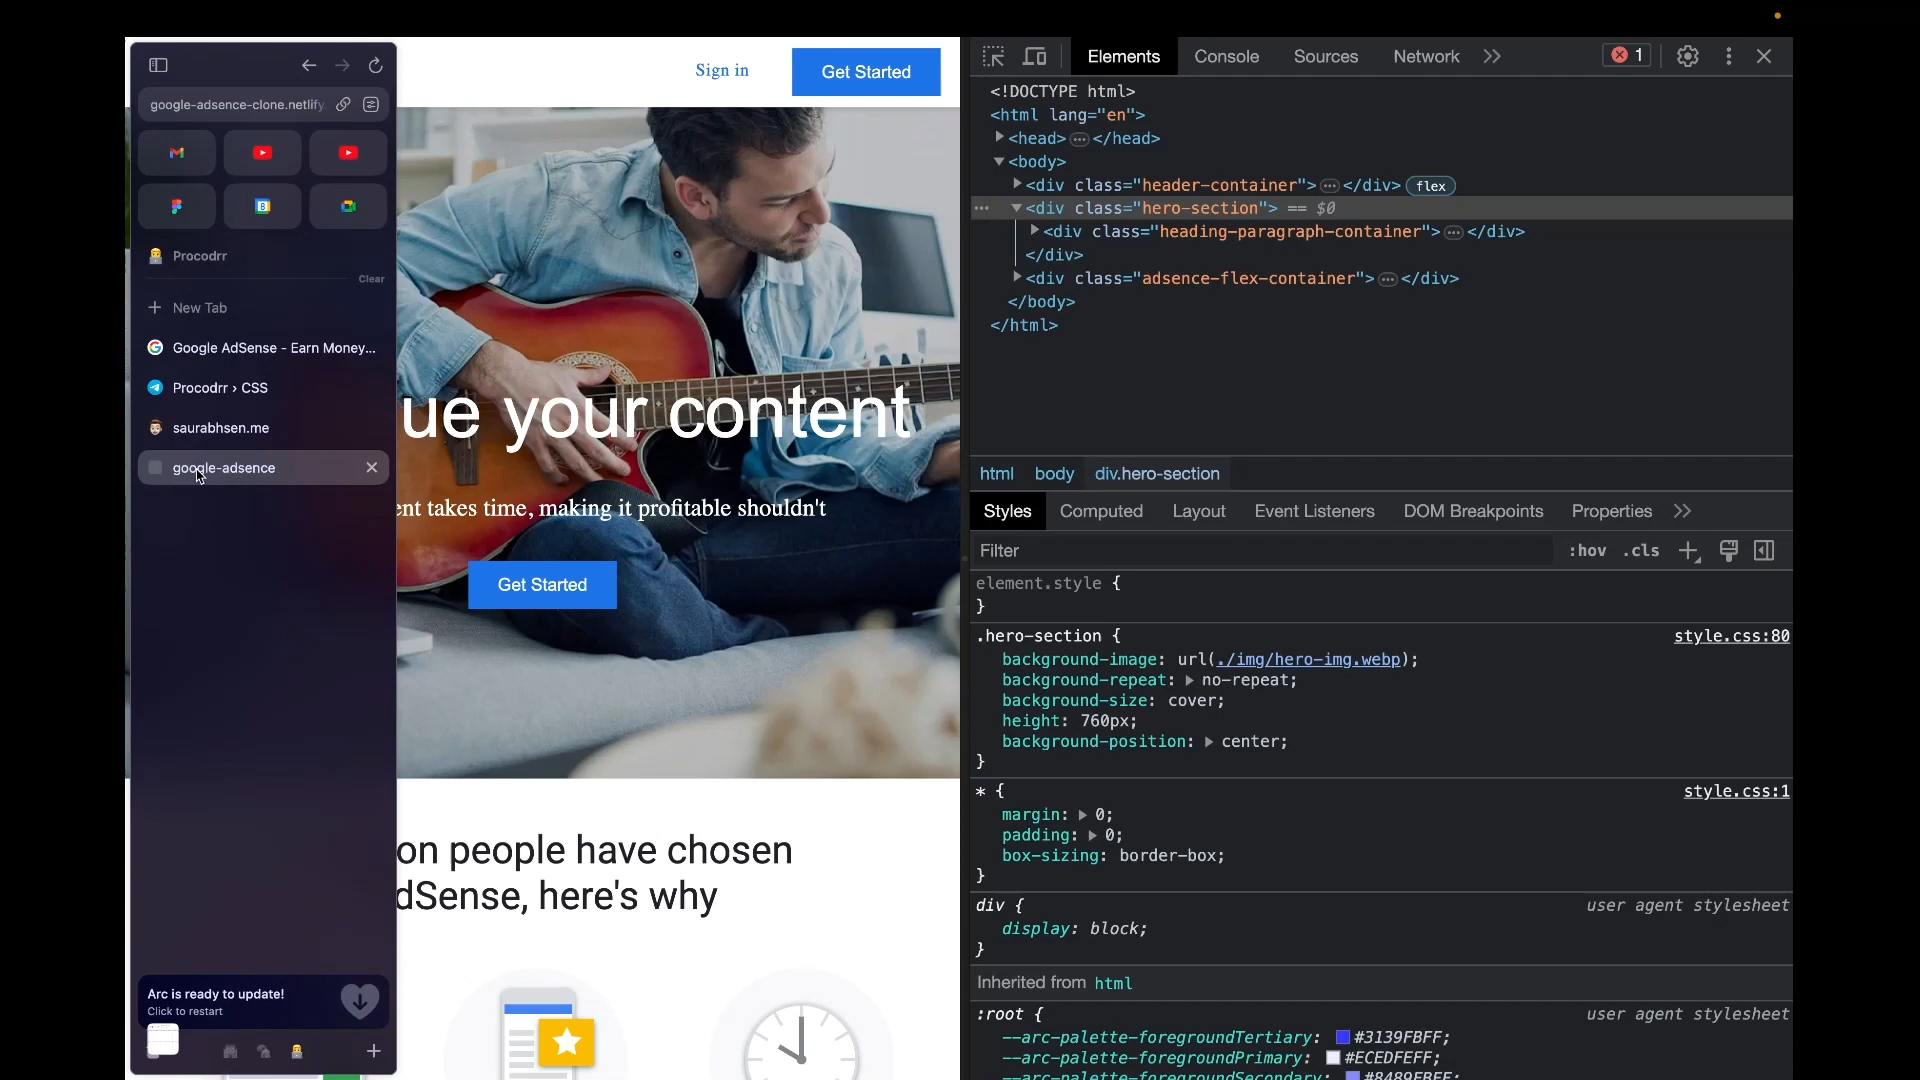 google-adsence-clone.netlify.
Procodrr
Clear
New Tab
Google AdSense - Earn Money...
Procodrr › CSS
saurabhsen.me
google-adsence
Arc is ready to update!
Click to restart
Sign in
Get Started
ue your content
ent takes time, making it profitable shouldn't
Get Started
on people have chosen
dSense, here's why
Elements Console Sources Network 1
<!DOCTYPE html>
<html lang="en">
<head> </head>
<body>
<div class="header-container"> </div> flex
<div class="hero-section"> == $0
<div class="heading-paragraph-container"> </div>
</div>
<div class="adsence-flex-container"> </div>
</body>
</html>
html body div.hero-section
Styles Computed Layout Event Listeners DOM Breakpoints Properties
Filter :hov .cls
element.style {
}
.hero-section { style.css:80
background-image: url(./img/hero-img.webp);
background-repeat: no-repeat;
background-size: cover;
height: 760px;
background-position: center;
}
* { style.css:1
margin: 0;
padding: 0;
box-sizing: border-box;
}
div { user agent stylesheet
display: block;
}
Inherited from html
:root { user agent stylesheet
--arc-palette-foregroundTertiary: #3139FBFF;
--arc-palette-foregroundPrimary: #ECEDFEFF;
--arc-palette-foregroundSecondary: #8489FBFF;